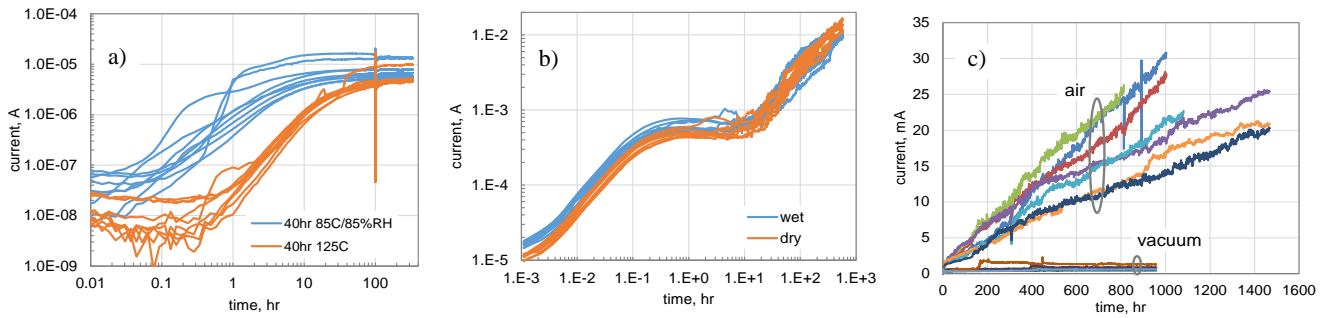 a)
1.0E-04
1.0E-05
1.0E-06
1.0E-07
1.0E-08
1.0E-09
current, A
0.01
0.1
1
10
100
time, hr
40hr 85C/85%RH
40hr 125C
b)
1.E-2
1.E-3
1.E-4
1.E-5
current, A
1.E-3
1.E-2
1.E-1
1.E+0
1.E+1
1.E+2
1.E+3
time, hr
wet
dry
c)
35
30
25
20
15
10
5
0
current, mA
0
200
400
600
800
1000
1200
1400
1600
time, hr
air
vacuum